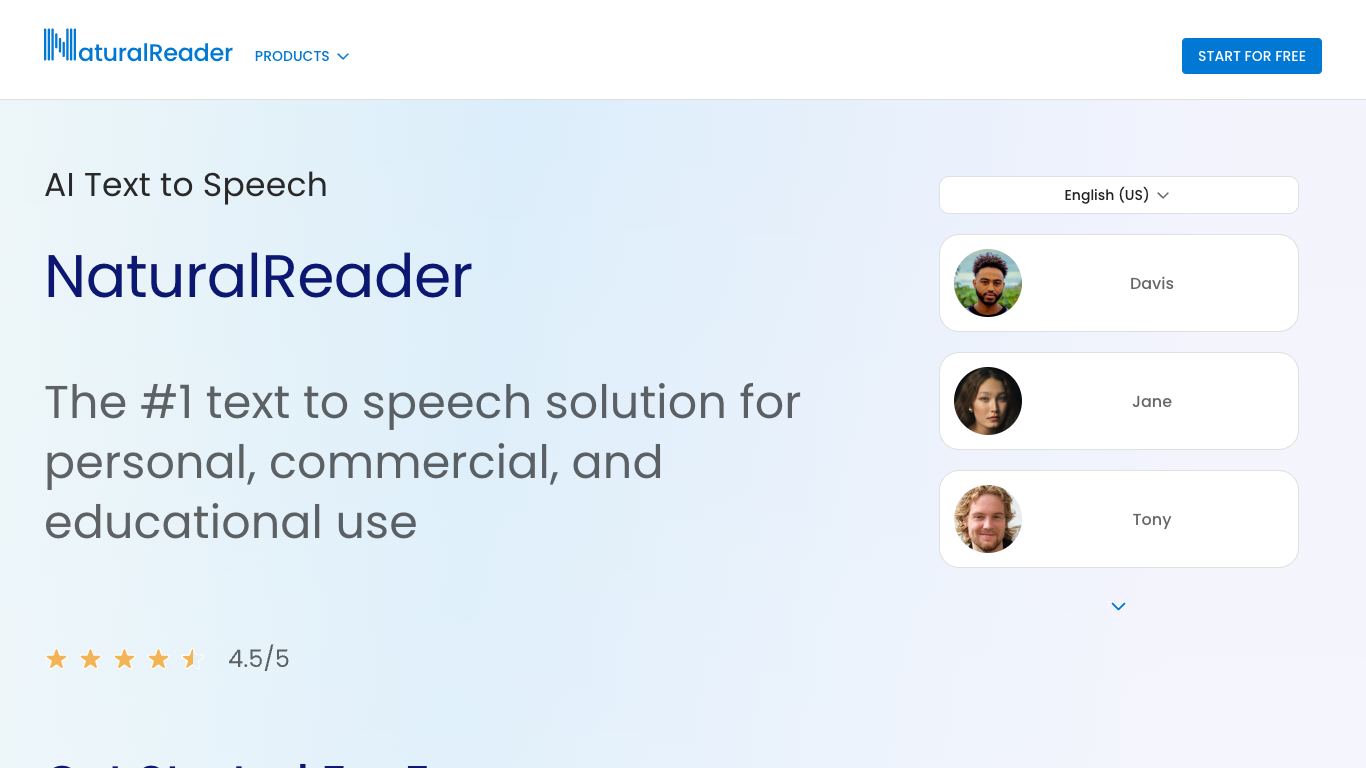 NaturalReader
PRODUCTS
START FOR FREE
AI Text to Speech
NaturalReader
The #1 text to speech solution for
personal, commercial, and
educational use
4.5/5
English (US)
Davis
Jane
Tony